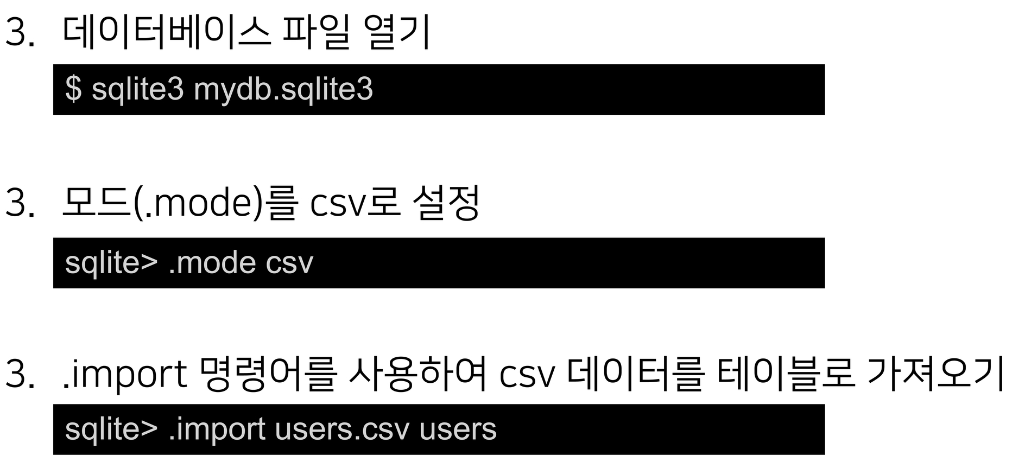 3. 데이터베이스 파일 열기
$ sqlite3 mydb.sqlite3
3. 모드(.mode)를 csv로 설정
sqlite> .mode csv
3. .import 명령어를 사용하여 csv 데이터를 테이블로 가져오기
sqlite> .import users.csv users